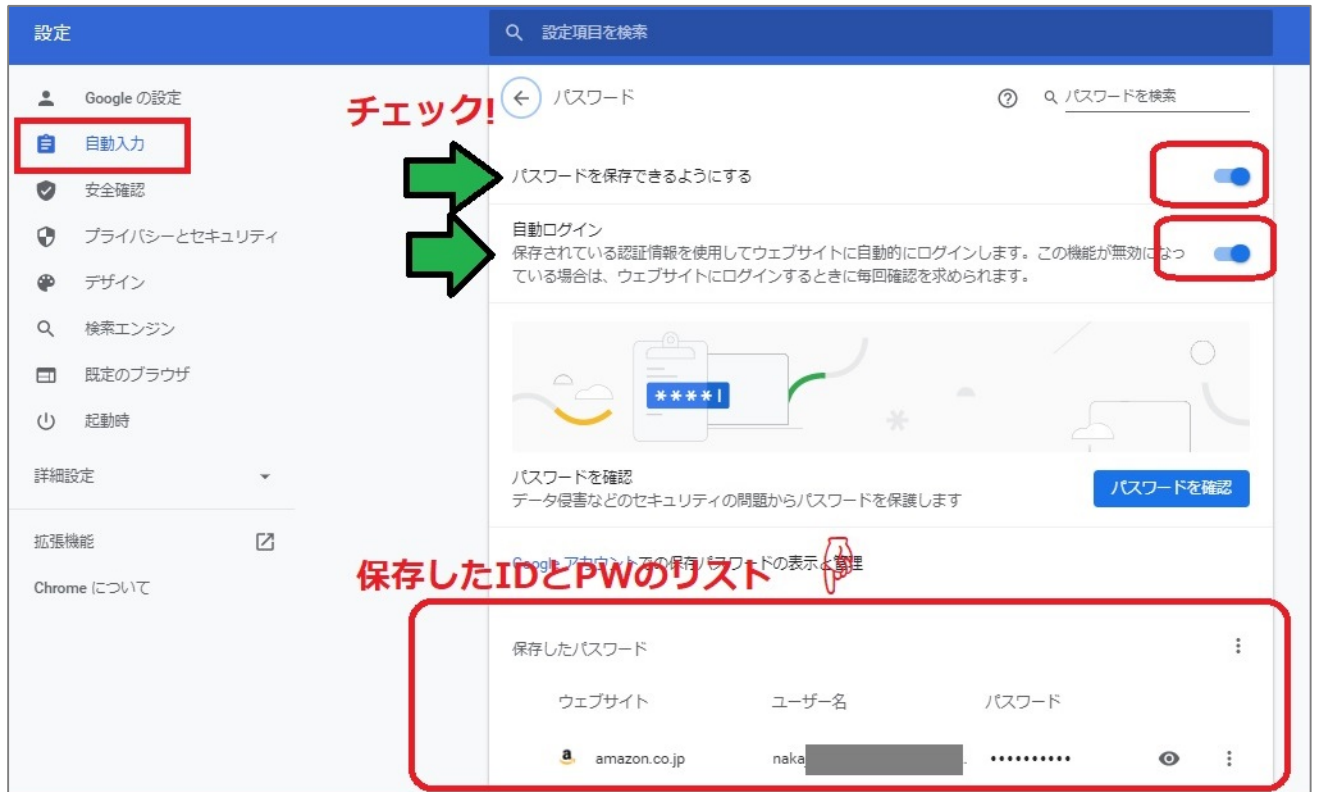 設定
設定項目を検索
Google の設定
自動入力
安全確認
プライバシーとセキュリティ
デザイン
検索エンジン
既定のブラウザ
起動時
詳細設定
拡張機能
Chrome について
チェック!
パスワード
パスワードを検索
パスワードを保存できるようにする
自動ログイン
保存されている認証情報を使用してウェブサイトに自動的にログインします。この機能が無効になっ
ている場合は、ウェブサイトにログインするときに毎回確認を求められます。
****|
パスワードを確認
データ侵害などのセキュリティの問題からパスワードを保護します
パスワードを確認
Google アカウントでの保存パスワードの表示と管理
保存したIDとPWのリスト
保存したパスワード
ウェブサイト ユーザー名 パスワード
amazon.co.jp naka ••••••••••